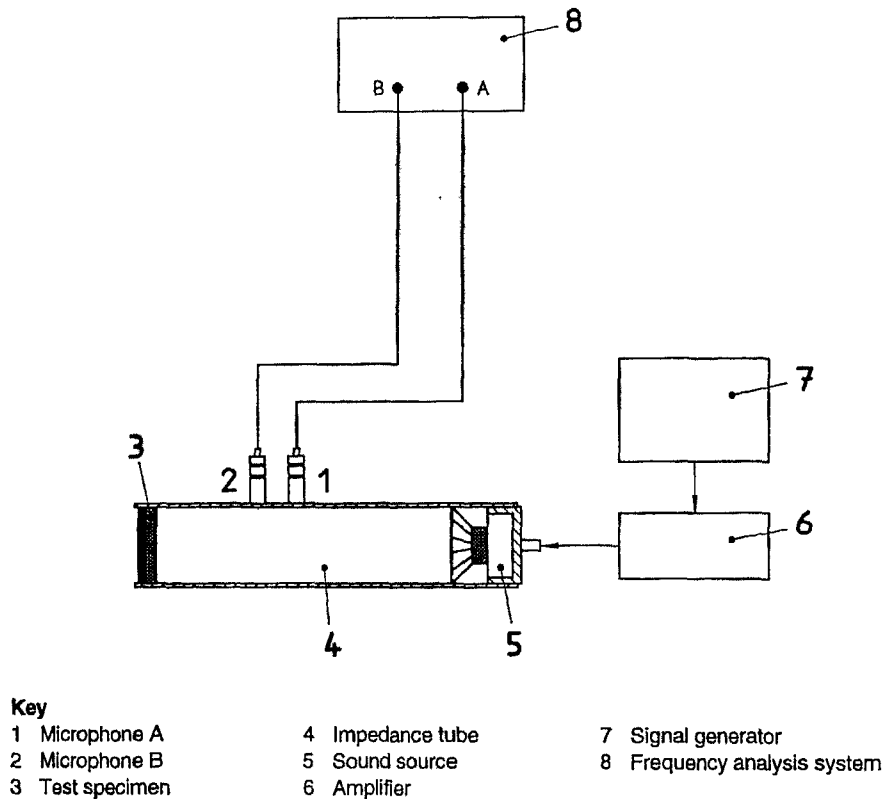 8
B A
7
3
2 1
6
4 5
Key
1 Microphone A
2 Microphone B
3 Test specimen
4 Impedance tube
5 Sound source
6 Amplifier
7 Signal generator
8 Frequency analysis system